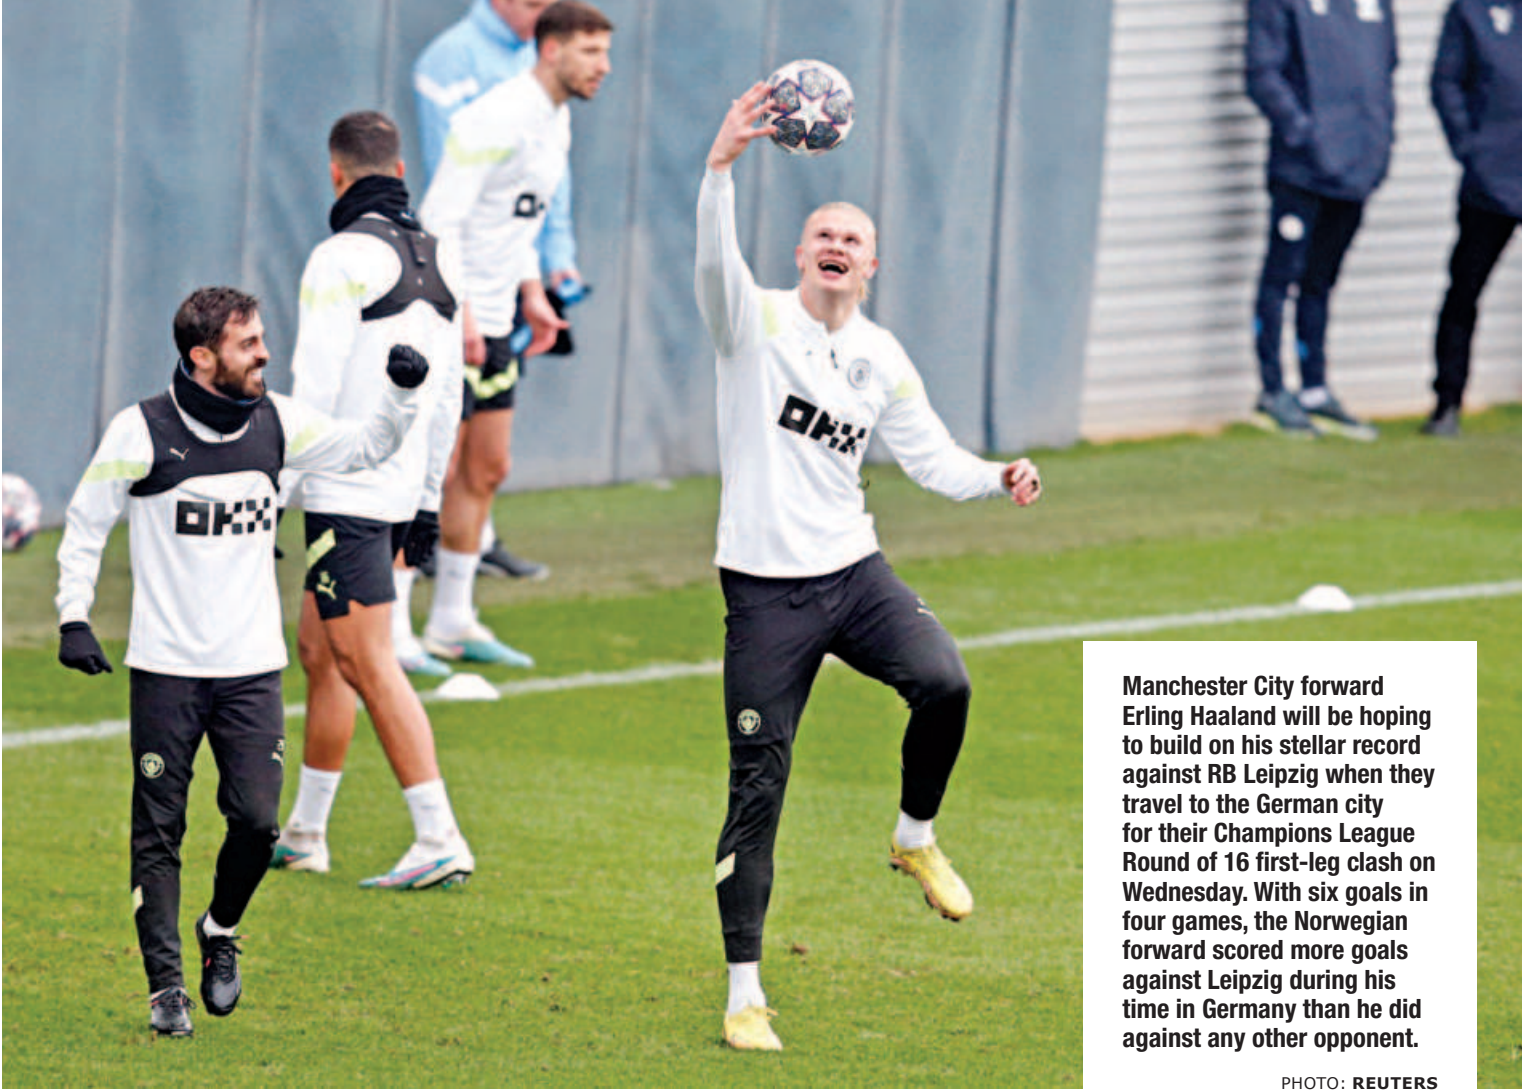 OKX
OKX
Manchester City forward
Erling Haaland will be hoping
to build on his stellar record
against RB Leipzig when they
travel to the German city
for their Champions League
Round of 16 first-leg clash on
Wednesday. With six goals in
four games, the Norwegian
forward scored more goals
against Leipzig during his
time in Germany than he did
against any other opponent.
PHOTO: REUTERS